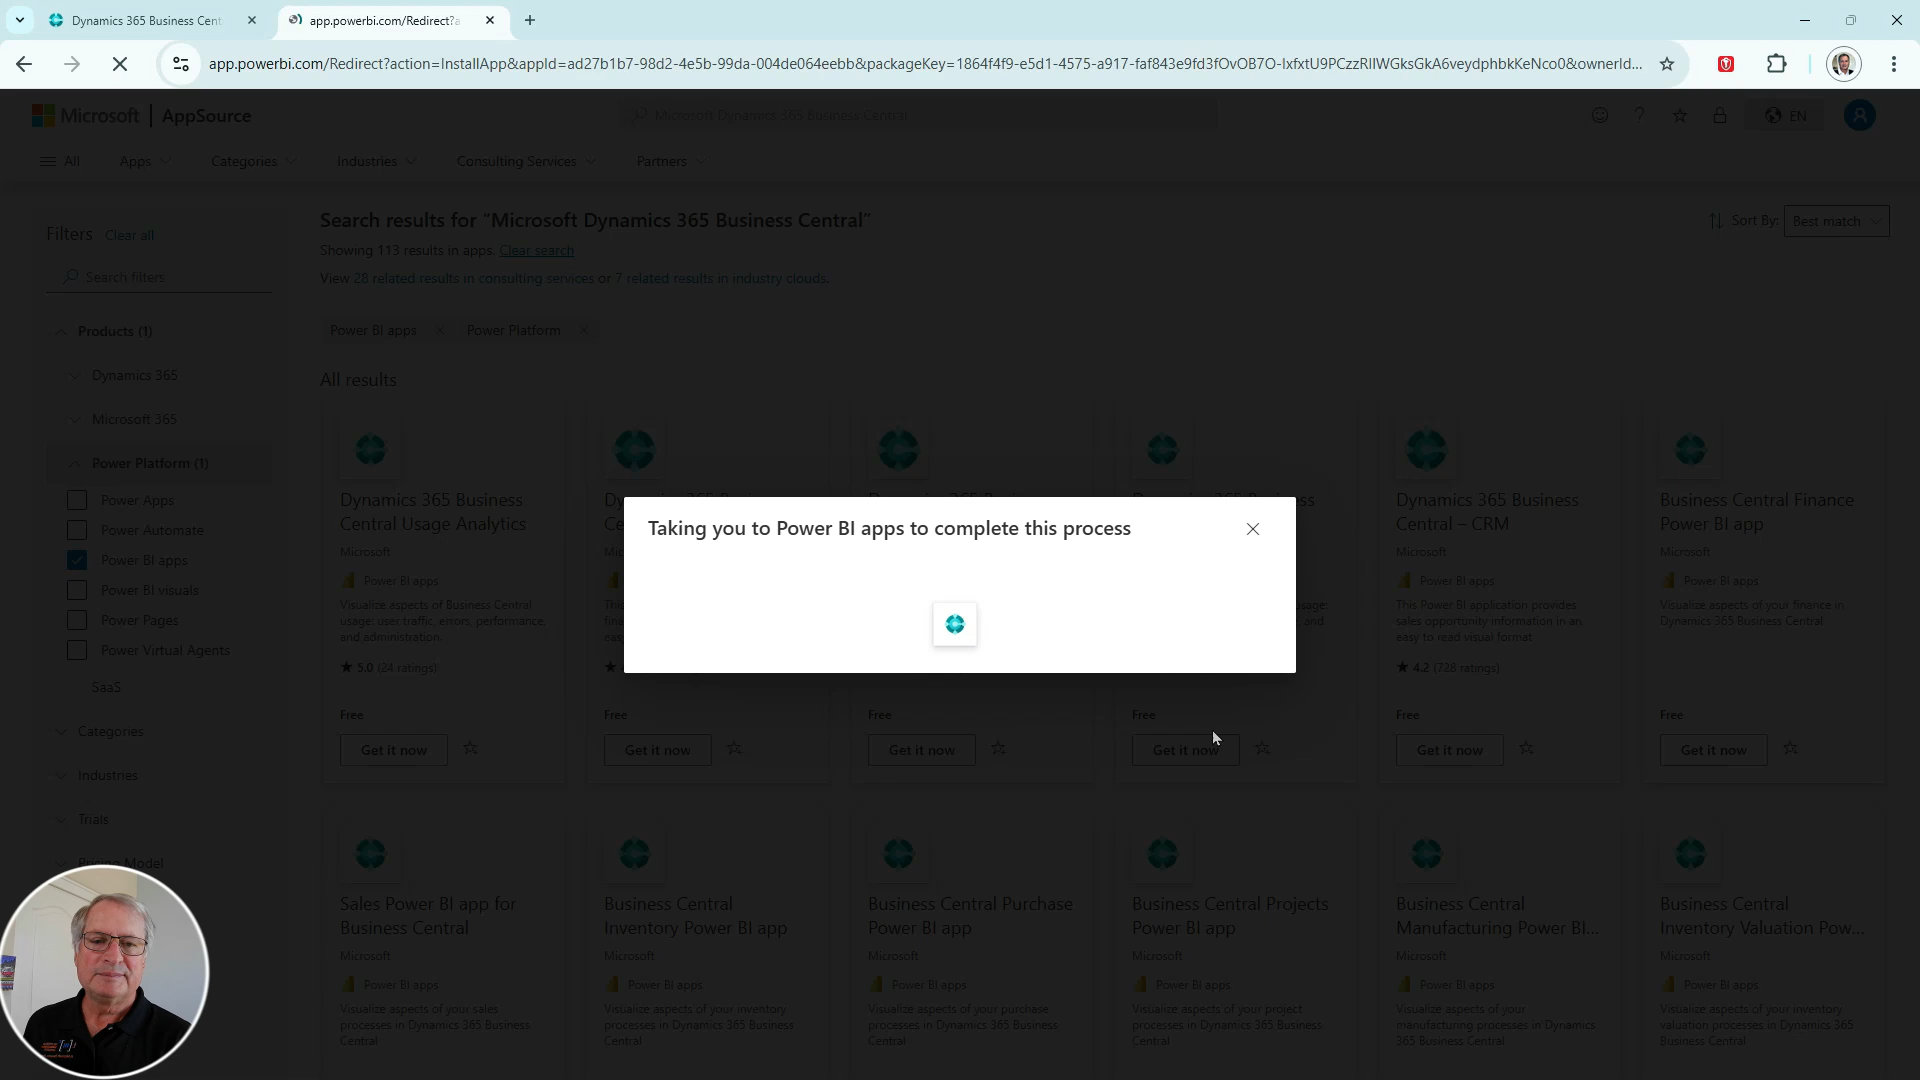 Dynamics 365 Business Cent
app.powerbi.com/Redirect?a
app.powerbi.com/Redirect?action=InstallApp&appId=ad27b1b7-98d2-4e5b-99da-004de064eebb&packageKey=1864f4f9-e5d1-4575-a917-faf843e9fd3fOvOB7O-IxfxtU9PCzzRIlWGksGkA6veydphbkKeNco0&ownerId...
Microsoft | AppSource
Microsoft Dynamics 365 Business Central
EN
All Apps Categories Industries Consulting Services Partners
Filters Clear all
Search filters
Products (1)
Dynamics 365
Microsoft 365
Power Platform (1)
Power Apps
Power Automate
Power BI apps
Power BI visuals
Power Pages
Power Virtual Agents
SaaS
Categories
Industries
Trials
Pricing Model
Search results for “Microsoft Dynamics 365 Business Central”
Sort By: Best match
Showing 113 results in apps. Clear search
View 28 related results in consulting services or 7 related results in industry clouds.
Power BI apps Power Platform
All results
Dynamics 365 Business
Central Usage Analytics
Microsoft
Power BI apps
Visualize aspects of Business Central
usage: user traffic, errors, performance,
and administration
5.0 (24 ratings)
Free
Get it now
Free
Get it now
Free
Get it now
Free
Get it now
Taking you to Power BI apps to complete this process
Dynamics 365 Business
Central – CRM
Microsoft
Power BI apps
This Power BI application provides
sales opportunity information in an
easy to read visual format
4.2 (728 ratings)
Free
Get it now
Business Central Finance
Power BI app
Microsoft
Power BI apps
Visualize aspects of your finance in
Dynamics 365 Business Central
Free
Get it now
Sales Power BI app for
Business Central
Microsoft
Power BI apps
Visualize aspects of your sales
processes in Dynamics 365 Business
Central
Business Central
Inventory Power BI app
Microsoft
Power BI apps
Visualize aspects of your inventory
processes in Dynamics 365 Business
Central
Business Central Purchase
Power BI app
Microsoft
Power BI apps
Visualize aspects of your purchase
processes in Dynamics 365 Business
Central
Business Central Projects
Power BI app
Microsoft
Power BI apps
Visualize aspects of your project
processes in Dynamics 365 Business
Central
Business Central
Manufacturing Power BI...
Microsoft
Power BI apps
Visualize aspects of your
manufacturing processes in Dynamics
365 Business Central
Business Central
Inventory Valuation Pow...
Microsoft
Power BI apps
Visualize aspects of your inventory
valuation processes in Dynamics 365
Business Central